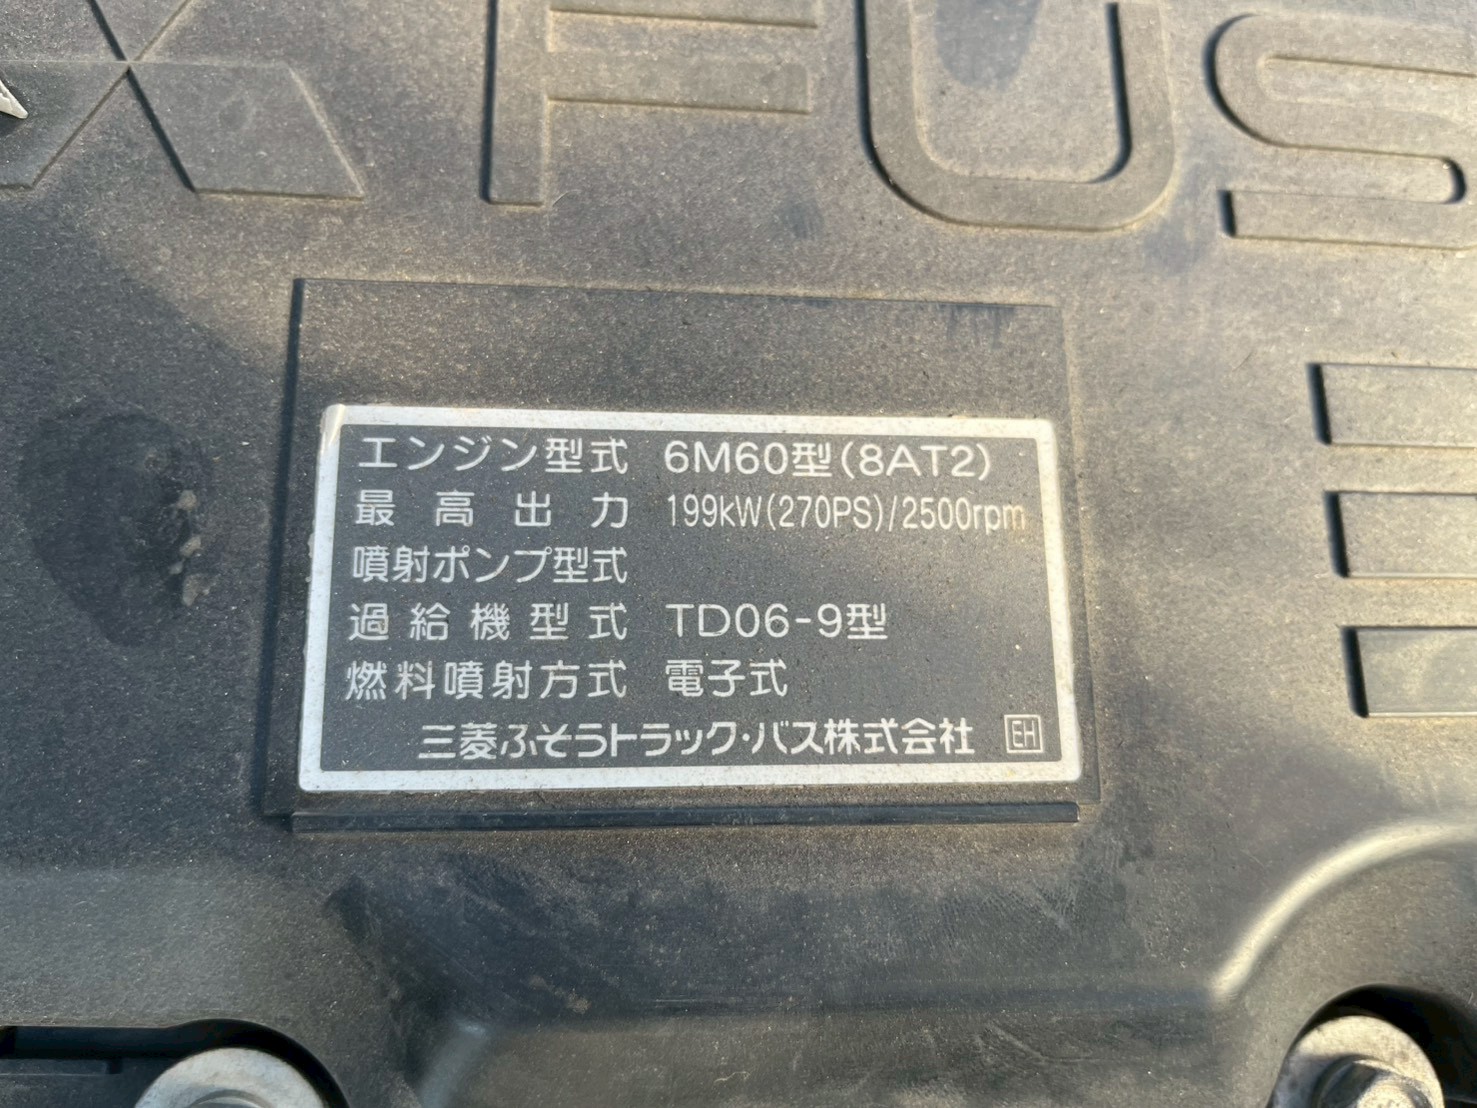 FUS
エンジン型式 6M60型(8AT2)
最高出力 199kW(270PS)/2500rpm
噴射ポンプ型式
過給機型式 TD06-9型
燃料噴射方式 電子式
三菱ふそうトラック・バス株式会社 EH